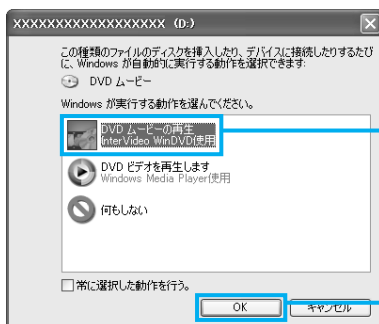 XXXXXXXXXXXXXXXXXX (D:)
この種類のファイルのディスクを挿入したり、デバイスに接続したりするたび
に、Windows が自動的に実行する動作を選択できます:
DVD ムービー
Windows が実行する動作を選んでください。
DVD ムービーの再生
InterVideo WinDVD使用
DVD ビデオを再生します
Windows Media Player使用
何もしない
常に選択した動作を行う。
OK
キャンセル